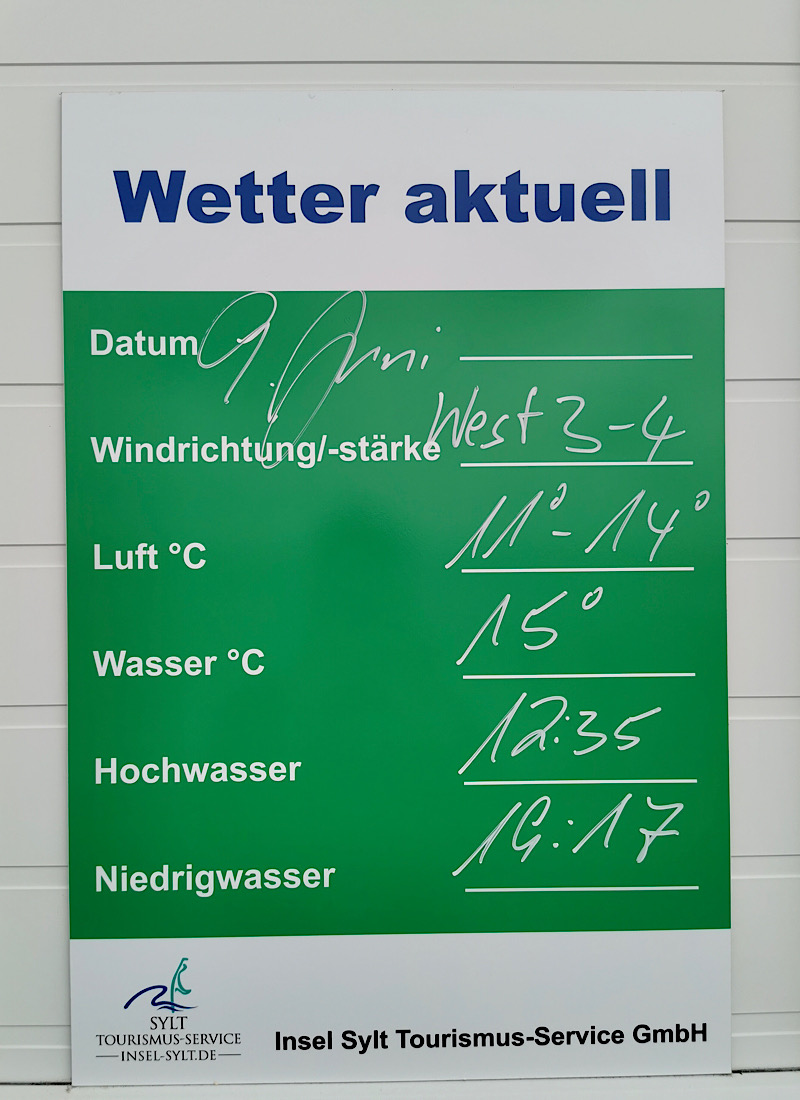 Wetter aktuell
Datum 9. Juni
Windrichtung/-stärke West 3-4
Luft °C 11°-14°
Wasser °C 15°
Hochwasser 12:35
Niedrigwasser 19:17
SYLT
TOURISMUS-SERVICE
INSEL-SYLT.DE
Insel Sylt Tourismus-Service GmbH